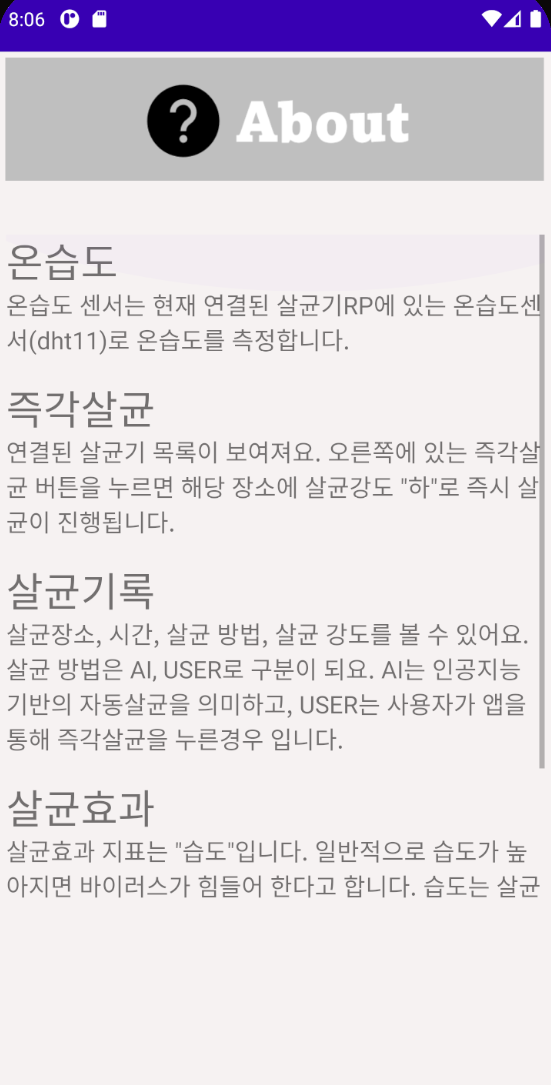 8:06
? About
온습도
온습도 센서는 현재 연결된 살균기RP에 있는 온습도센
서(dht11)로 온습도를 측정합니다.
즉각살균
연결된 살균기 목록이 보여져요. 오른쪽에 있는 즉각살
균 버튼을 누르면 해당 장소에 살균강도 "하"로 즉시 살
균이 진행됩니다.
살균기록
살균장소, 시간, 살균 방법, 살균 강도를 볼 수 있어요.
살균 방법은 AI, USER로 구분이 되요. AI는 인공지능
기반의 자동살균을 의미하고, USER는 사용자가 앱을
통해 즉각살균을 누른경우 입니다.
살균효과
살균효과 지표는 "습도"입니다. 일반적으로 습도가 높
아지면 바이러스가 힘들어 한다고 합니다. 습도는 살균